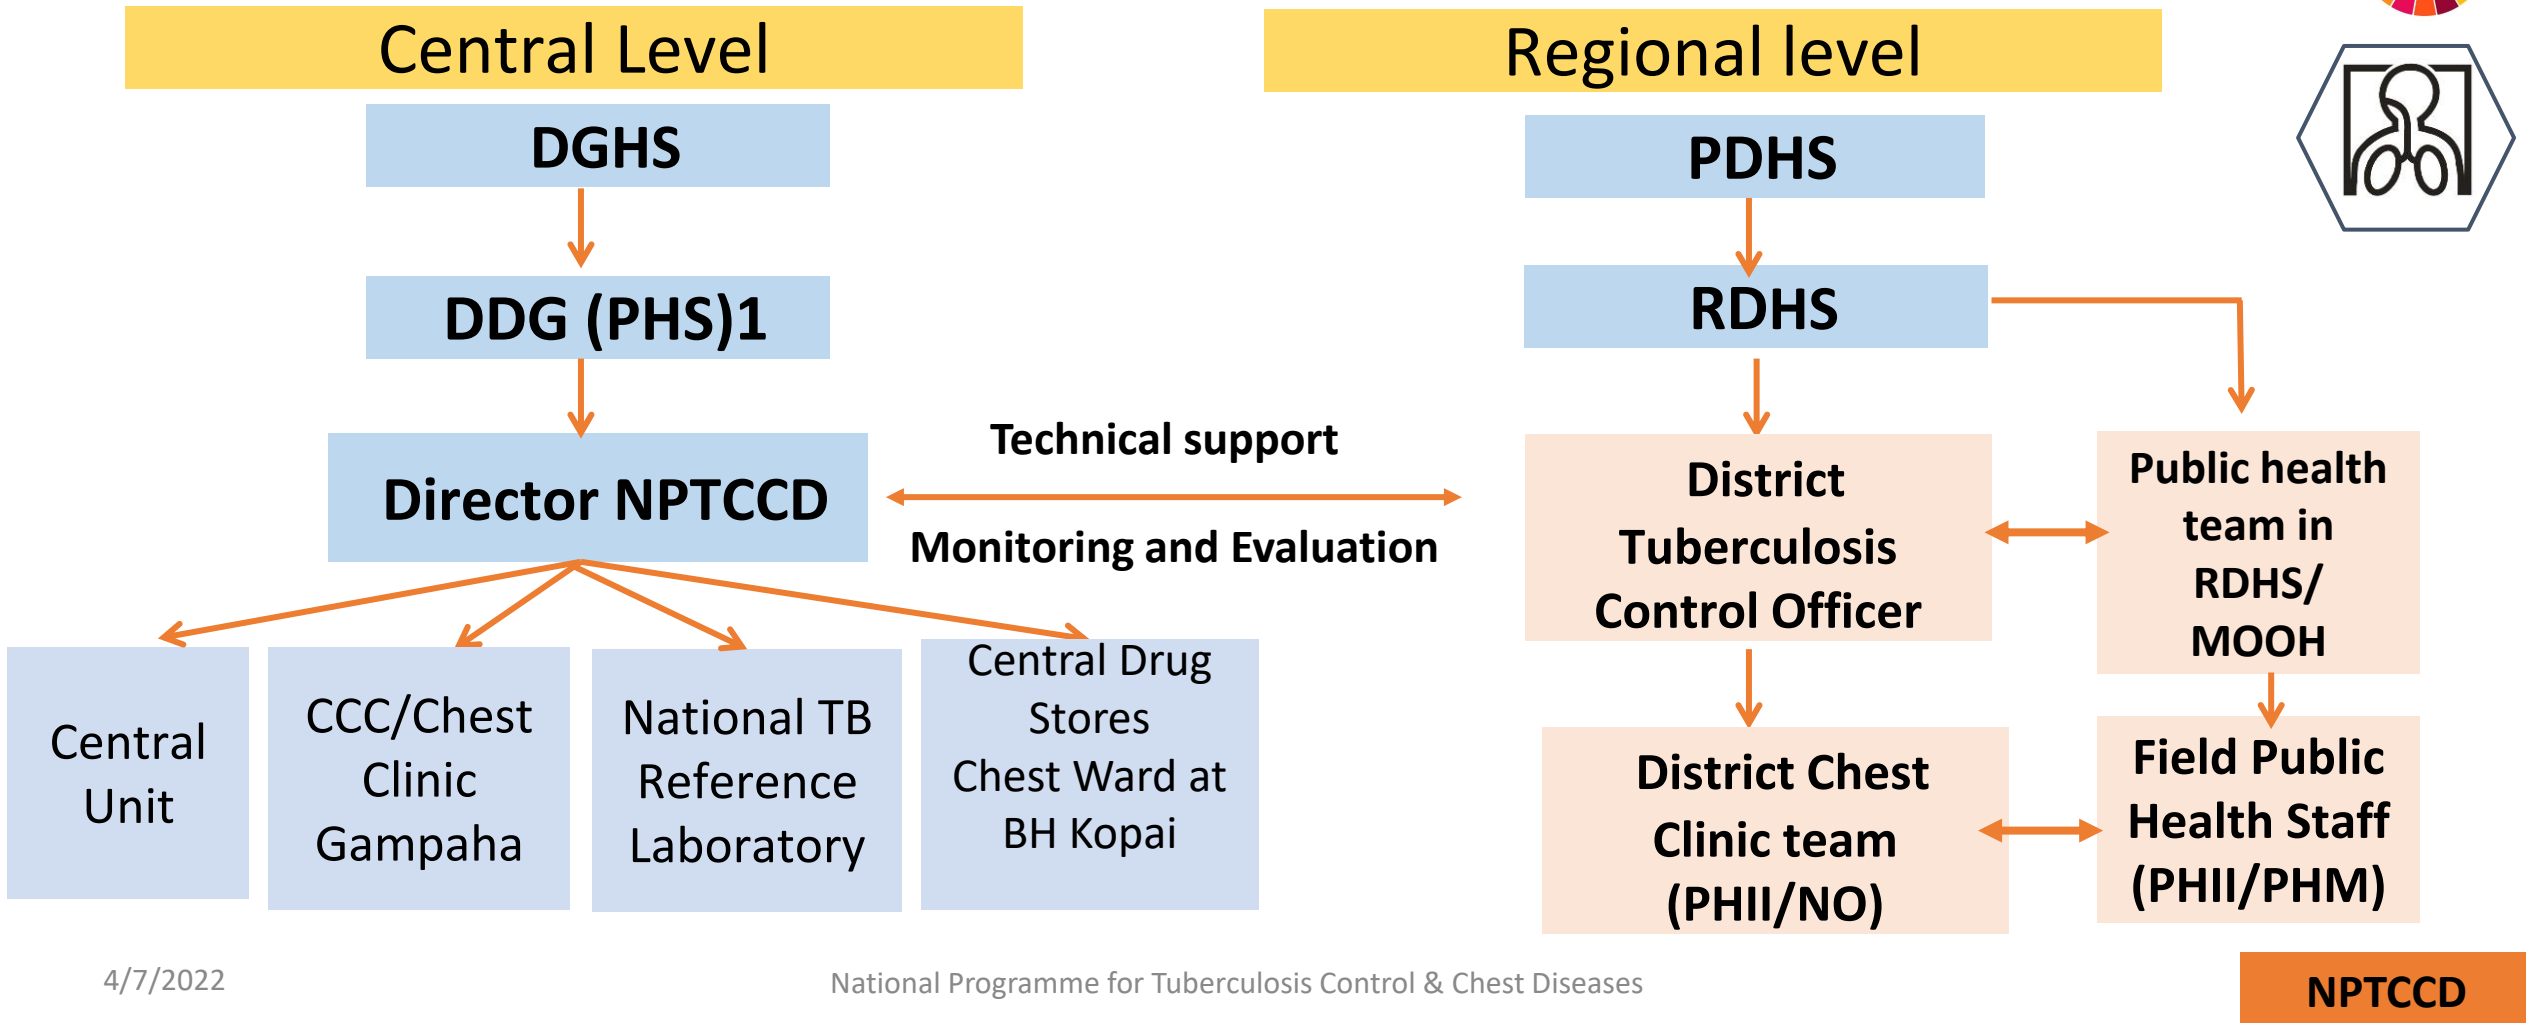 Central Level
DGHS
DDG (PHS)1
Director NPTCCD
Technical support
Monitoring and Evaluation
Central
Unit
CCC/Chest
Clinic
Gampaha
National TB
Reference
Laboratory
Central Drug
Stores
Chest Ward at
BH Kopai
Regional level
PDHS
RDHS
District
Tuberculosis
Control Officer
Public health
team in
RDHS/
MOOH
District Chest
Clinic team
(PHII/NO)
Field Public
Health Staff
(PHII/PHM)
4/7/2022
National Programme for Tuberculosis Control & Chest Diseases
NPTCCD